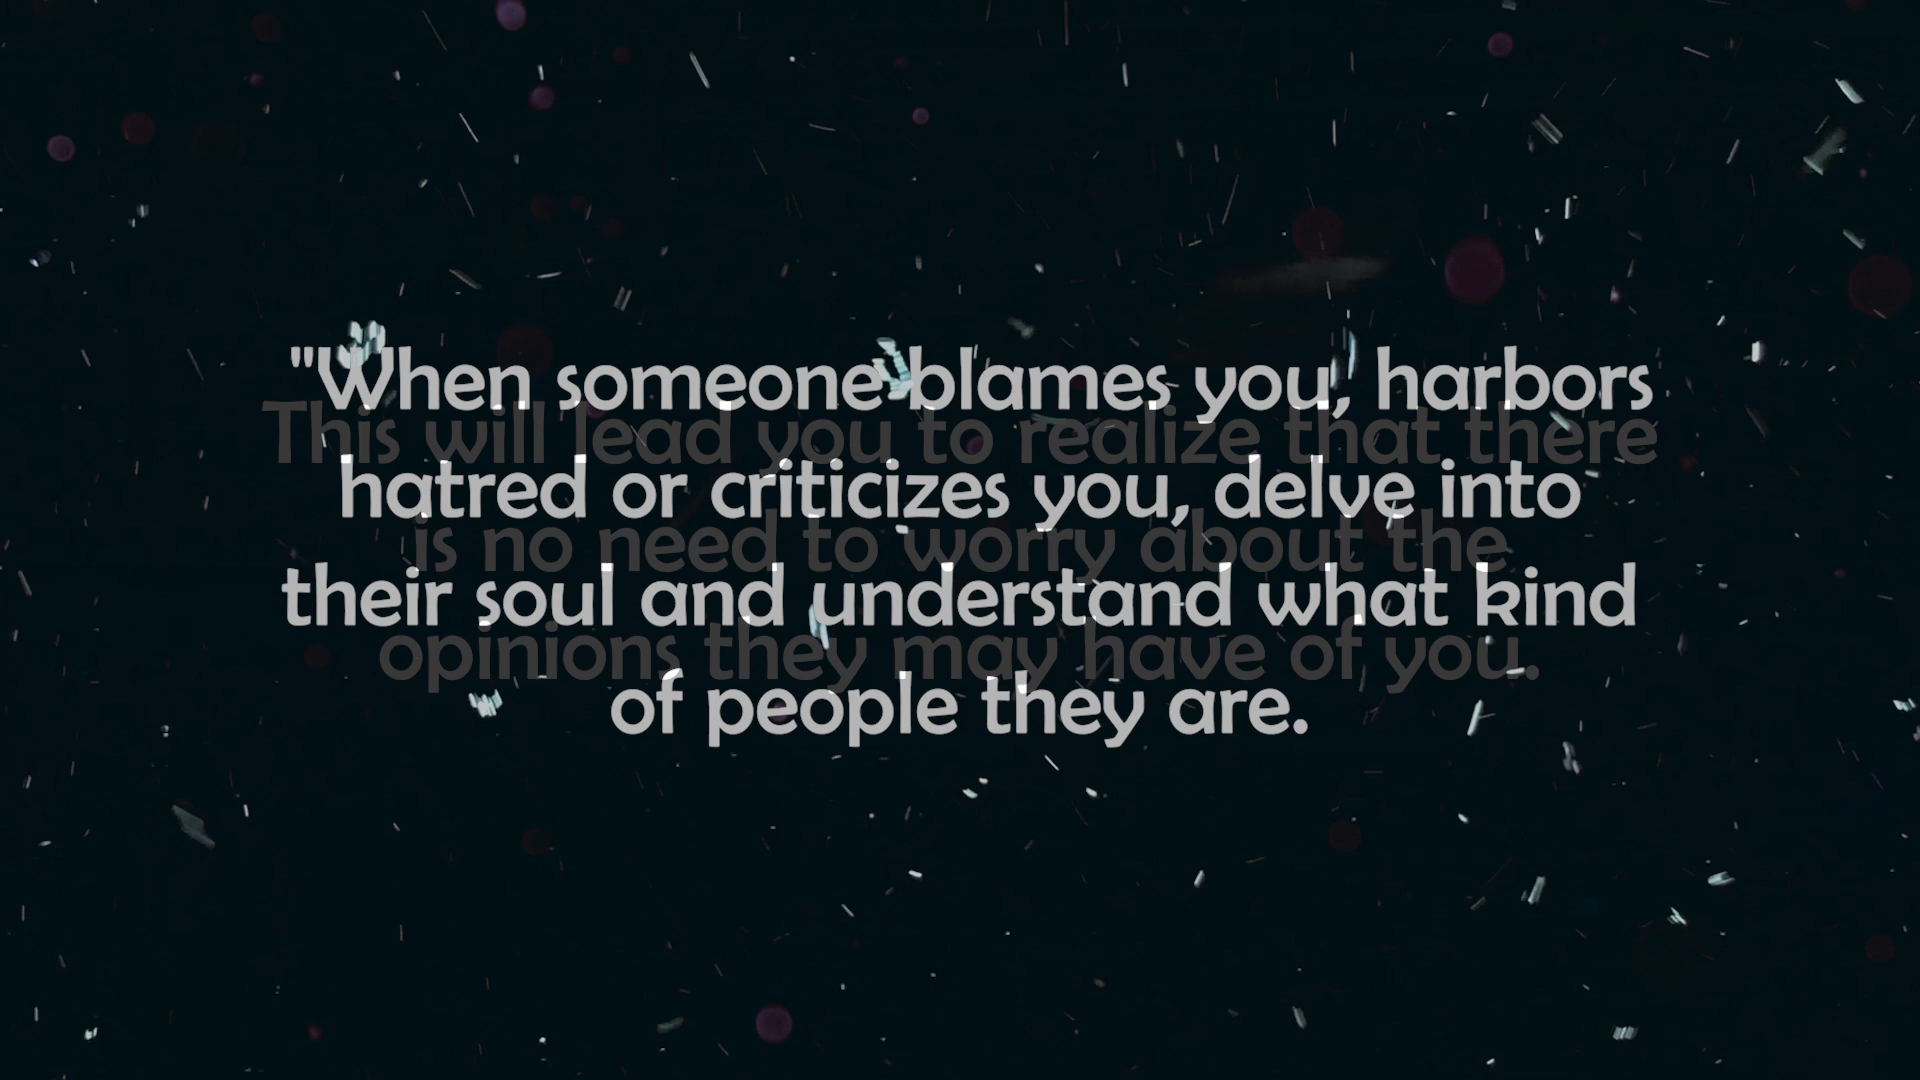 "When someone blames you, harbors
hatred or criticizes you, delve into
their soul and understand what kind
of people they are.
This will lead you to realize that there
is no need to worry about the
opinions they may have of you.